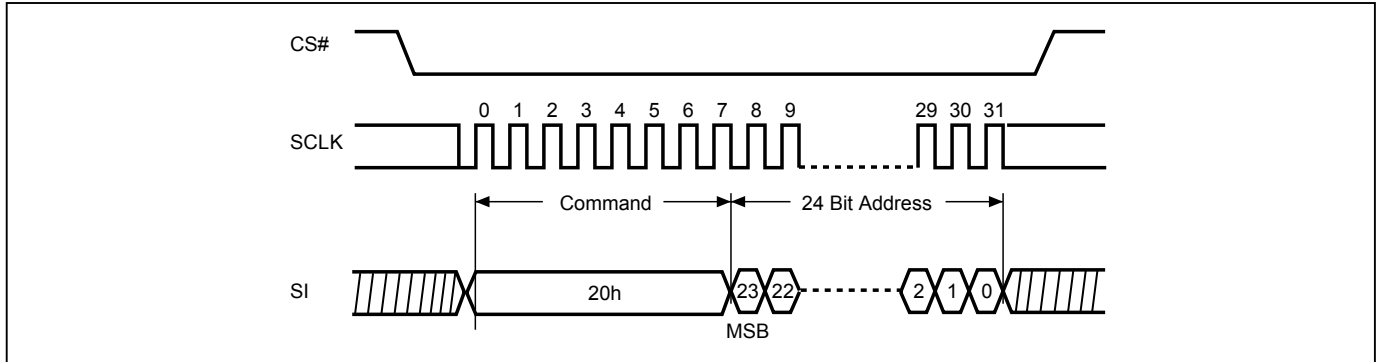 CS#
0 1 2 3 4 5 6 7 8 9 29 30 31
SCLK
Command 24 Bit Address
SI 20h 23 22 2 1 0
MSB